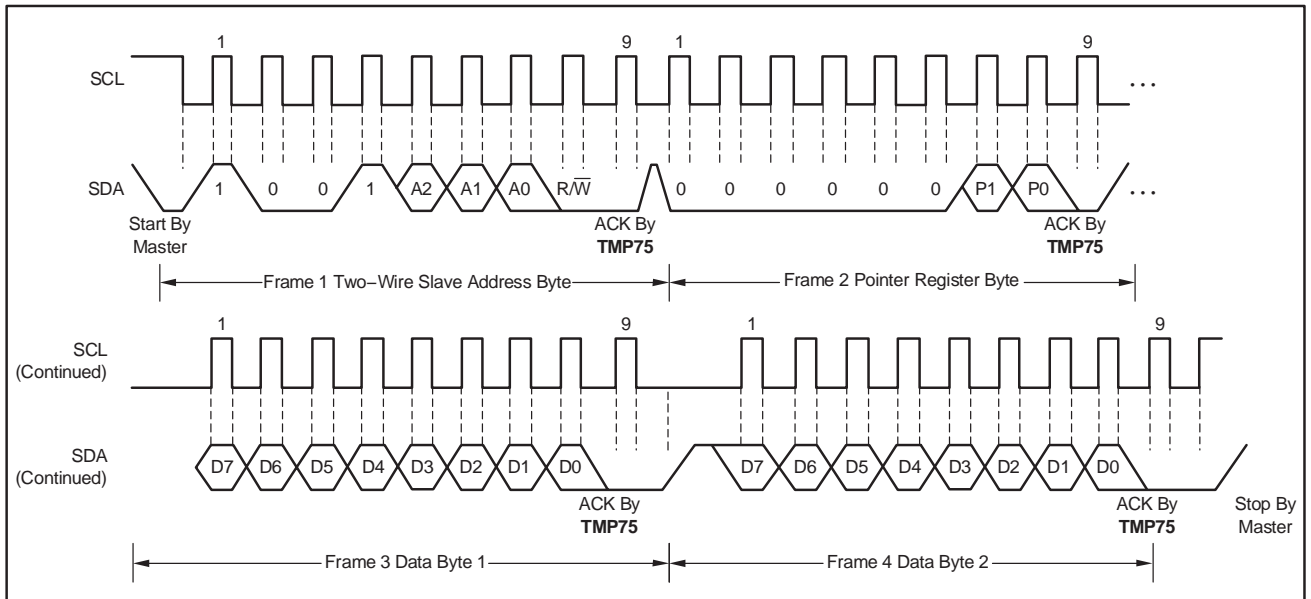 1 9 1 9
SCL ...
SDA 1 0 0 1 A2 A1 A0 R/W̅ 0 0 0 0 0 0 P1 P0 ...
Start By ACK By ACK By
Master TMP75 TMP75
Frame 1 Two−Wire Slave Address Byte Frame 2 Pointer Register Byte
1 9 1 9
SCL
(Continued)
SDA D7 D6 D5 D4 D3 D2 D1 D0 D7 D6 D5 D4 D3 D2 D1 D0
(Continued)
ACK By ACK By Stop By
TMP75 TMP75 Master
Frame 3 Data Byte 1 Frame 4 Data Byte 2